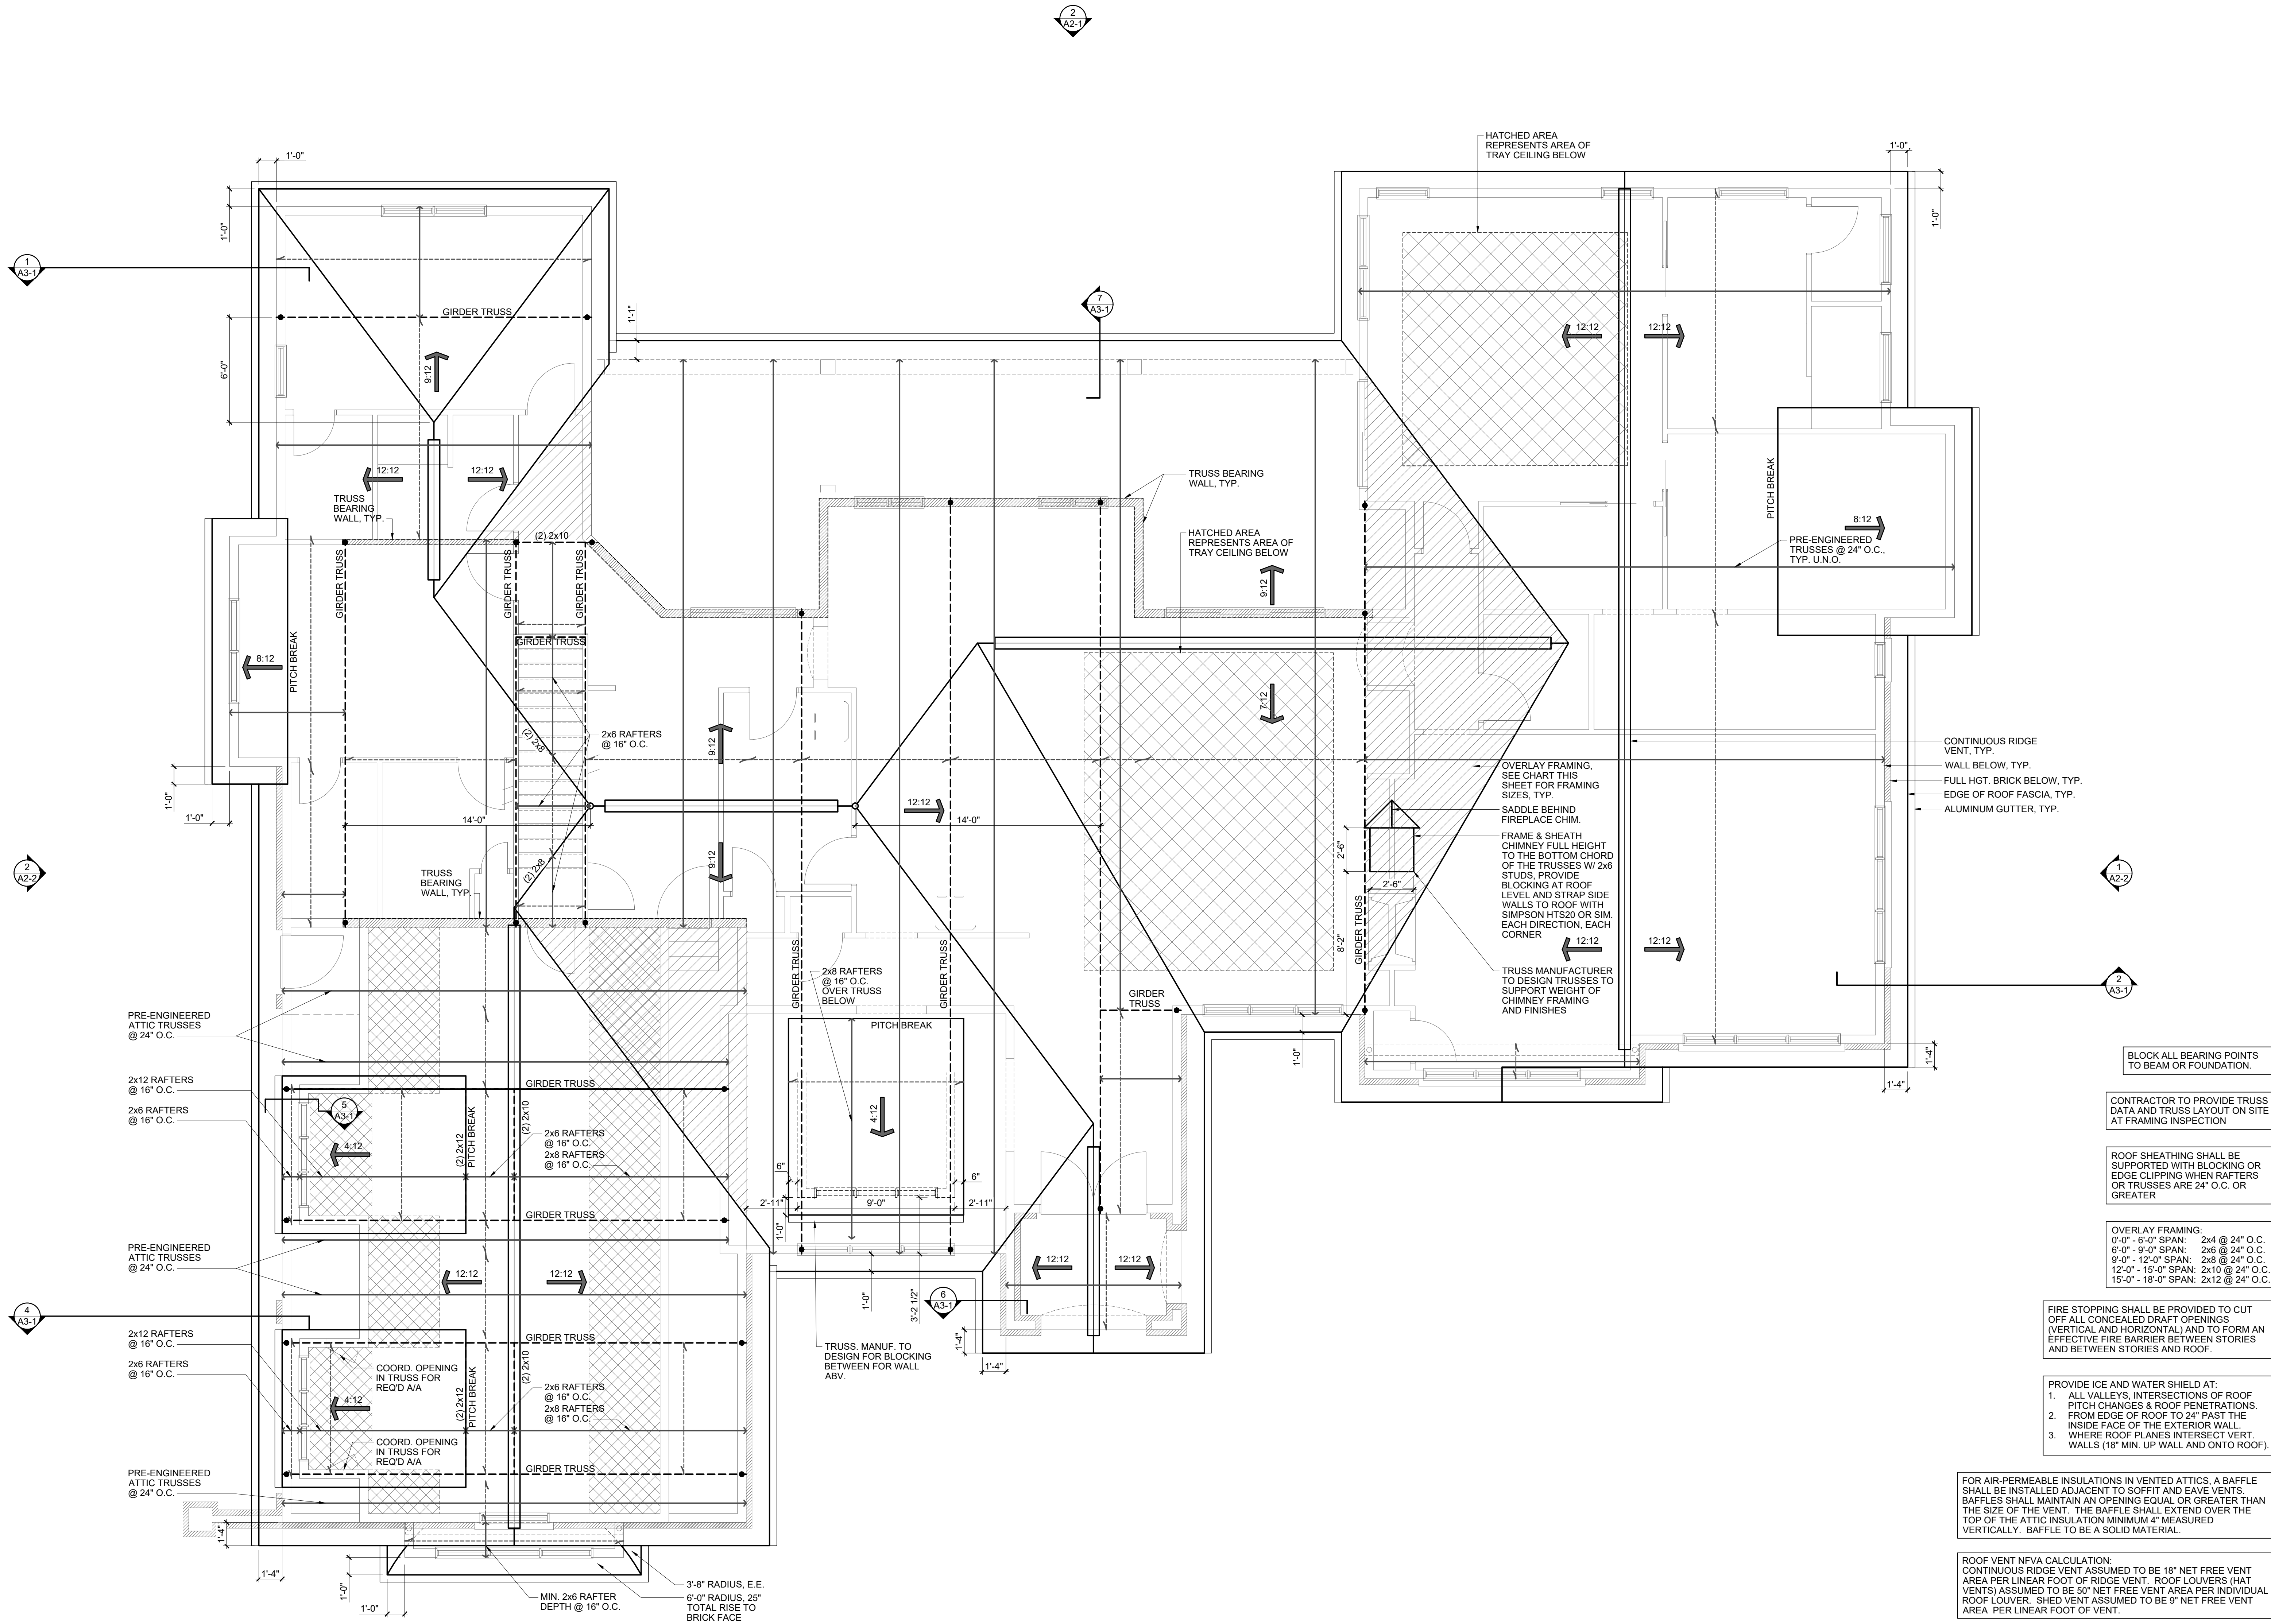 2
A2-1
HATCHED AREA
REPRESENTS AREA OF
TRAY CEILING BELOW
1'-0"
1'-0"
1'-0"
1'-0"
1
A3-1
6'-0"
GIRDER TRUSS
1'-1"
7
A3-1
9:12
12:12
12:12
12:12
12:12
TRUSS
BEARING
WALL, TYP.
TRUSS BEARING
WALL, TYP.
PITCH BREAK
8:12
PRE-ENGINEERED
TRUSSES @ 24" O.C.,
TYP. U.N.O.
(2) 2x10
HATCHED AREA
REPRESENTS AREA OF
TRAY CEILING BELOW
GIRDER TRUSS
GIRDER TRUSS
GIRDER TRUSS
GIRDER TRUSS
9:12
8:12
PITCH BREAK
7:12
(2) 2x8
2x6 RAFTERS
@ 16" O.C.
9:12
CONTINUOUS RIDGE
VENT, TYP.
WALL BELOW, TYP.
FULL HGT. BRICK BELOW, TYP.
EDGE OF ROOF FASCIA, TYP.
ALUMINUM GUTTER, TYP.
OVERLAY FRAMING,
SEE CHART THIS
SHEET FOR FRAMING
SIZES, TYP.
SADDLE BEHIND
FIREPLACE CHIM.
FRAME & SHEATH
CHIMNEY FULL HEIGHT
TO THE BOTTOM CHORD
OF THE TRUSSES W/ 2x6
STUDS, PROVIDE
BLOCKING AT ROOF
LEVEL AND STRAP SIDE
WALLS TO ROOF WITH
SIMPSON HTS20 OR SIM.
EACH DIRECTION, EACH
CORNER
1'-0"
1'-0"
14'-0"
12:12
14'-0"
2'-6"
2'-6"
2
A2-2
1
A2-2
(2) 2x8
9:12
TRUSS
BEARING
WALL, TYP.
8'-2"
GIRDER TRUSS
12:12
12:12
TRUSS MANUFACTURER
TO DESIGN TRUSSES TO
SUPPORT WEIGHT OF
CHIMNEY FRAMING
AND FINISHES
2
A3-1
GIRDER TRUSS
GIRDER TRUSS
2x8 RAFTERS
@ 16" O.C.
OVER TRUSS
BELOW
GIRDER
TRUSS
PRE-ENGINEERED
ATTIC TRUSSES
@ 24" O.C.
PITCH BREAK
1'-0"
1'-4"
1'-4"
BLOCK ALL BEARING POINTS
TO BEAM OR FOUNDATION.
2x12 RAFTERS
@ 16" O.C.
2x6 RAFTERS
@ 16" O.C.
GIRDER TRUSS
5
A3-1
4:12
(2) 2x12
PITCH BREAK
(2) 2x10
2x6 RAFTERS
@ 16" O.C.
2x8 RAFTERS
@ 16" O.C.
4:12
CONTRACTOR TO PROVIDE TRUSS
DATA AND TRUSS LAYOUT ON SITE
AT FRAMING INSPECTION
ROOF SHEATHING SHALL BE
SUPPORTED WITH BLOCKING OR
EDGE CLIPPING WHEN RAFTERS
OR TRUSSES ARE 24" O.C. OR
GREATER
6"
6"
2'-11"
9'-0"
2'-11"
GIRDER TRUSS
1'-0"
PRE-ENGINEERED
ATTIC TRUSSES
@ 24" O.C.
12:12
12:12
12:12
12:12
OVERLAY FRAMING:
0'-0" - 6'-0" SPAN: 2x4 @ 24" O.C.
6'-0" - 9'-0" SPAN: 2x6 @ 24" O.C.
9'-0" - 12'-0" SPAN: 2x8 @ 24" O.C.
12'-0" - 15'-0" SPAN: 2x10 @ 24" O.C.
15'-0" - 18'-0" SPAN: 2x12 @ 24" O.C.
1'-0"
3'-2 1/2"
6
A3-1
4
A3-1
FIRE STOPPING SHALL BE PROVIDED TO CUT
OFF ALL CONCEALED DRAFT OPENINGS
(VERTICAL AND HORIZONTAL) AND TO FORM AN
EFFECTIVE FIRE BARRIER BETWEEN STORIES
AND BETWEEN STORIES AND ROOF.
2x12 RAFTERS
@ 16" O.C.
2x6 RAFTERS
@ 16" O.C.
GIRDER TRUSS
TRUSS. MANUF. TO
DESIGN FOR BLOCKING
BETWEEN FOR WALL
ABV.
1'-4"
1'-4"
COORD. OPENING
IN TRUSS FOR
REQ'D A/A
4:12
(2) 2x12
PITCH BREAK
(2) 2x10
2x6 RAFTERS
@ 16" O.C.
2x8 RAFTERS
@ 16" O.C.
COORD. OPENING
IN TRUSS FOR
REQ'D A/A
PROVIDE ICE AND WATER SHIELD AT:
1. ALL VALLEYS, INTERSECTIONS OF ROOF
PITCH CHANGES & ROOF PENETRATIONS.
2. FROM EDGE OF ROOF TO 24" PAST THE
INSIDE FACE OF THE EXTERIOR WALL.
3. WHERE ROOF PLANES INTERSECT VERT.
WALLS (18" MIN. UP WALL AND ONTO ROOF).
GIRDER TRUSS
PRE-ENGINEERED
ATTIC TRUSSES
@ 24" O.C.
FOR AIR-PERMEABLE INSULATIONS IN VENTED ATTICS, A BAFFLE
SHALL BE INSTALLED ADJACENT TO SOFFIT AND EAVE VENTS.
BAFFLES SHALL MAINTAIN AN OPENING EQUAL OR GREATER THAN
THE SIZE OF THE VENT. THE BAFFLE SHALL EXTEND OVER THE
TOP OF THE ATTIC INSULATION MINIMUM 4" MEASURED
VERTICALLY. BAFFLE TO BE A SOLID MATERIAL.
1'-4"
1'-4"
1'-0"
1'-0"
MIN. 2x6 RAFTER
DEPTH @ 16" O.C.
3'-8" RADIUS, E.E.
6'-0" RADIUS, 25"
TOTAL RISE TO
BRICK FACE
ROOF VENT NFVA CALCULATION:
CONTINUOUS RIDGE VENT ASSUMED TO BE 18" NET FREE VENT
AREA PER LINEAR FOOT OF RIDGE VENT. ROOF LOUVERS (HAT
VENTS) ASSUMED TO BE 50" NET FREE VENT AREA PER INDIVIDUAL
ROOF LOUVER. SHED VENT ASSUMED TO BE 9" NET FREE VENT
AREA PER LINEAR FOOT OF VENT.